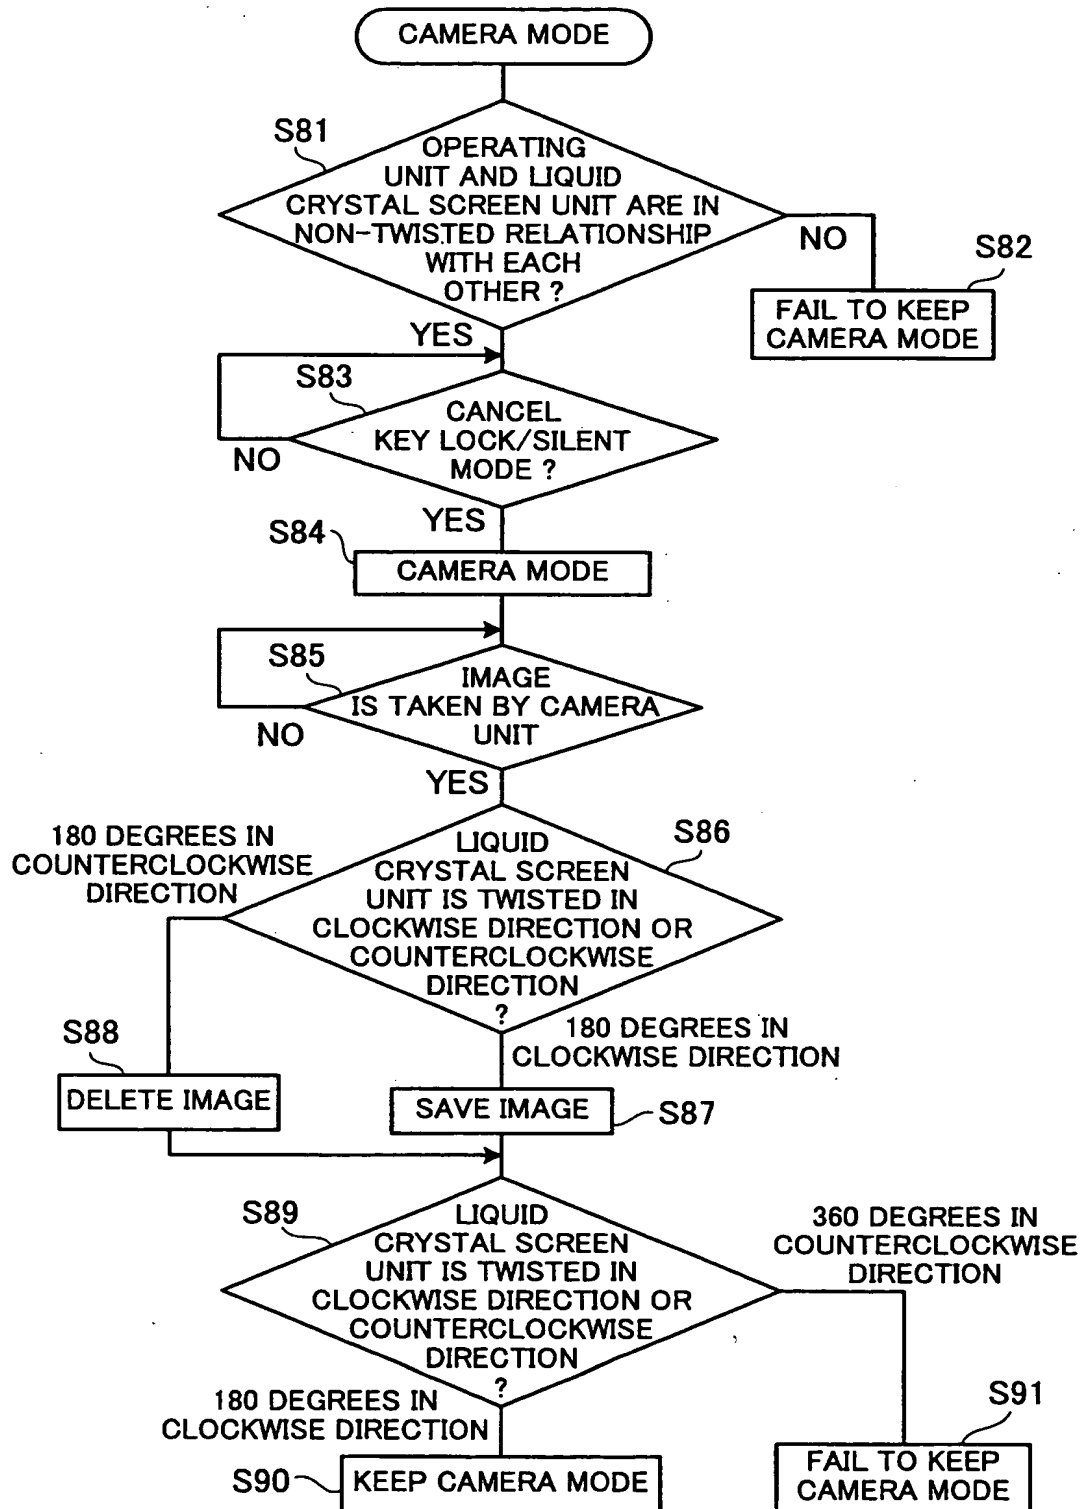 CAMERA MODE
S81
OPERATING
UNIT AND LIQUID
CRYSTAL SCREEN UNIT ARE IN
NON-TWISTED RELATIONSHIP
WITH EACH
OTHER ?
NO
S82
FAIL TO KEEP
CAMERA MODE
YES
S83
CANCEL
KEY LOCK/SILENT
MODE ?
NO
YES
S84
CAMERA MODE
S85
IMAGE
IS TAKEN BY CAMERA
UNIT
NO
YES
S86
LIQUID
CRYSTAL SCREEN
UNIT IS TWISTED IN
CLOCKWISE DIRECTION OR
COUNTERCLOCKWISE
DIRECTION
?
180 DEGREES IN
COUNTERCLOCKWISE
DIRECTION
180 DEGREES IN
CLOCKWISE DIRECTION
S88
DELETE IMAGE
SAVE IMAGE
S87
S89
LIQUID
CRYSTAL SCREEN
UNIT IS TWISTED IN
CLOCKWISE DIRECTION OR
COUNTERCLOCKWISE
DIRECTION
?
360 DEGREES IN
COUNTERCLOCKWISE
DIRECTION
180 DEGREES IN
CLOCKWISE DIRECTION
S90
KEEP CAMERA MODE
S91
FAIL TO KEEP
CAMERA MODE